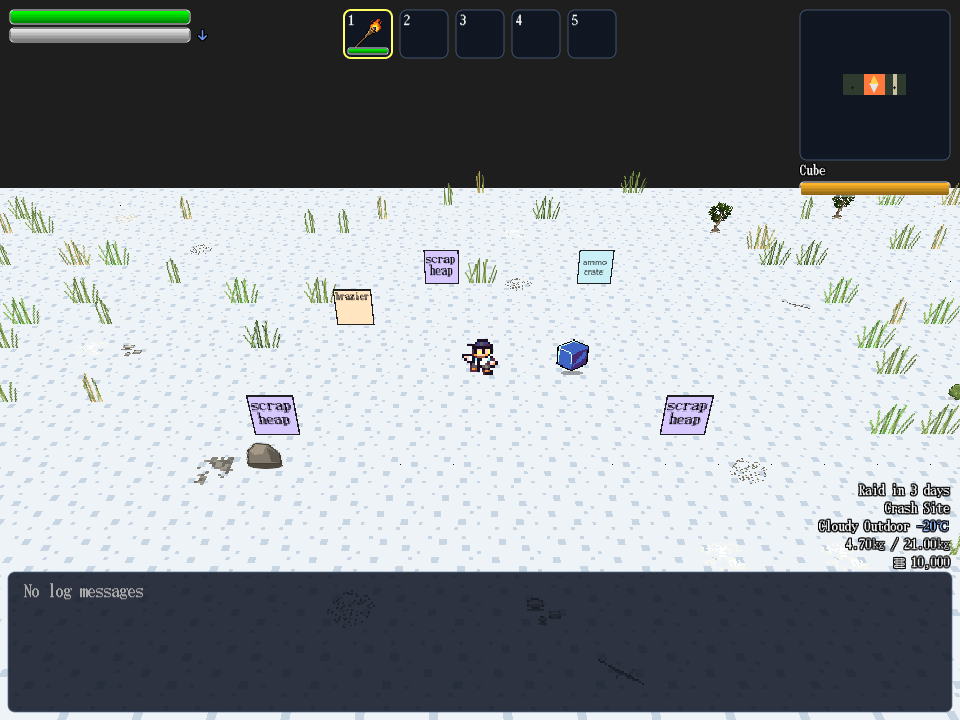 1
2
3
4
5
Cube
scrap
heap
ammo
crate
brazier
scrap
heap
scrap
heap
Raid in 3 days
Crash Site
Cloudy Outdoor -20℃
4.70kg / 21.00kg
10,000
No log messages